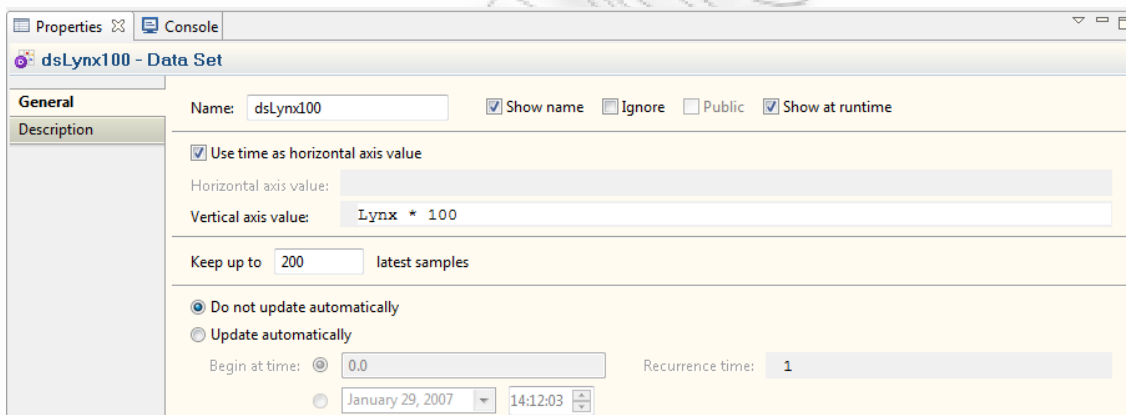 Properties Console
dsLynx100 - Data Set
General
Description
Name: dsLynx100 Show name Ignore Public Show at runtime
Use time as horizontal axis value
Horizontal axis value:
Vertical axis value: Lynx * 100
Keep up to 200 latest samples
Do not update automatically
Update automatically
Begin at time: 0.0 Recurrence time: 1
January 29, 2007 14:12:03